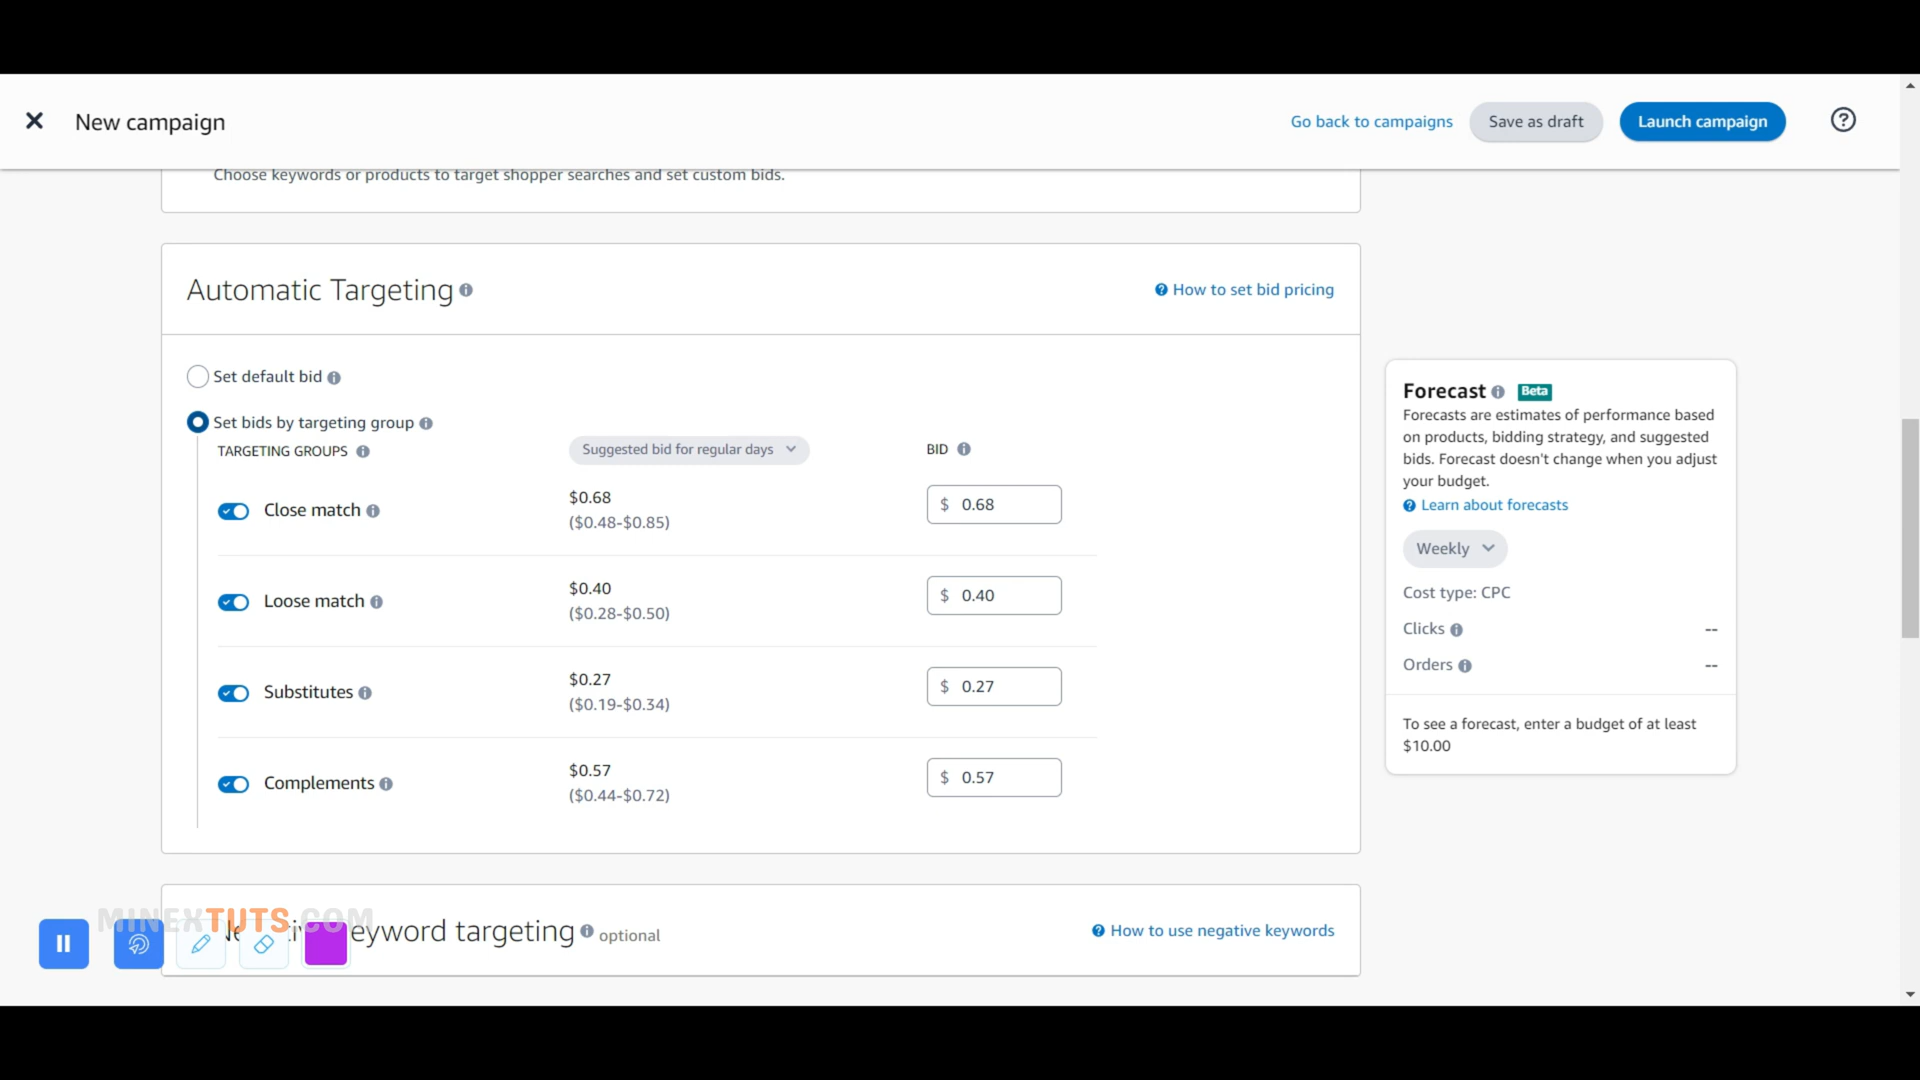 New campaign
Go back to campaigns
Save as draft
Launch campaign
Choose keywords or products to target shopper searches and set custom bids.
Automatic Targeting
How to set bid pricing
Set default bid
Set bids by targeting group
TARGETING GROUPS
Suggested bid for regular days
BID
Close match
$0.68
($0.48-$0.85)
$ 0.68
Loose match
$0.40
($0.28-$0.50)
$ 0.40
Substitutes
$0.27
($0.19-$0.34)
$ 0.27
Complements
$0.57
($0.44-$0.72)
$ 0.57
Forecast Beta
Forecasts are estimates of performance based
on products, bidding strategy, and suggested
bids. Forecast doesn't change when you adjust
your budget.
Learn about forecasts
Weekly
Cost type: CPC
Clicks --
Orders --
To see a forecast, enter a budget of at least
$10.00
MINEXTUTS.COM
eyword targeting optional
How to use negative keywords